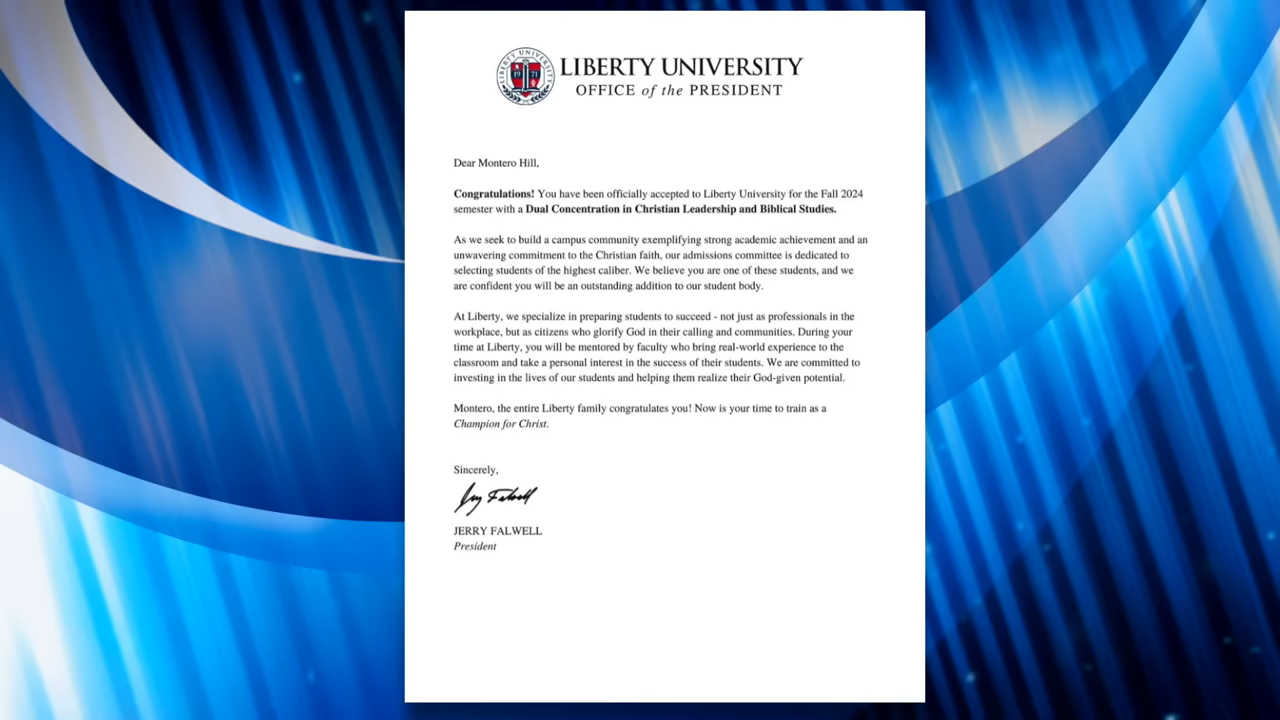 LIBERTY UNIVERSITY
1971
LIBERTY UNIVERSITY
OFFICE of the PRESIDENT
Dear Montero Hill,
Congratulations! You have been officially accepted to Liberty University for the Fall 2024
semester with a Dual Concentration in Christian Leadership and Biblical Studies.
As we seek to build a campus community exemplifying strong academic achievement and an
unwavering commitment to the Christian faith, our admissions committee is dedicated to
selecting students of the highest caliber. We believe you are one of these students, and we
are confident you will be an outstanding addition to our student body.
At Liberty, we specialize in preparing students to succeed - not just as professionals in the
workplace, but as citizens who glorify God in their calling and communities. During your
time at Liberty, you will be mentored by faculty who bring real-world experience to the
classroom and take a personal interest in the success of their students. We are committed to
investing in the lives of our students and helping them realize their God-given potential.
Montero, the entire Liberty family congratulates you! Now is your time to train as a
Champion for Christ.
Sincerely,
Jerry Falwell
JERRY FALWELL
President